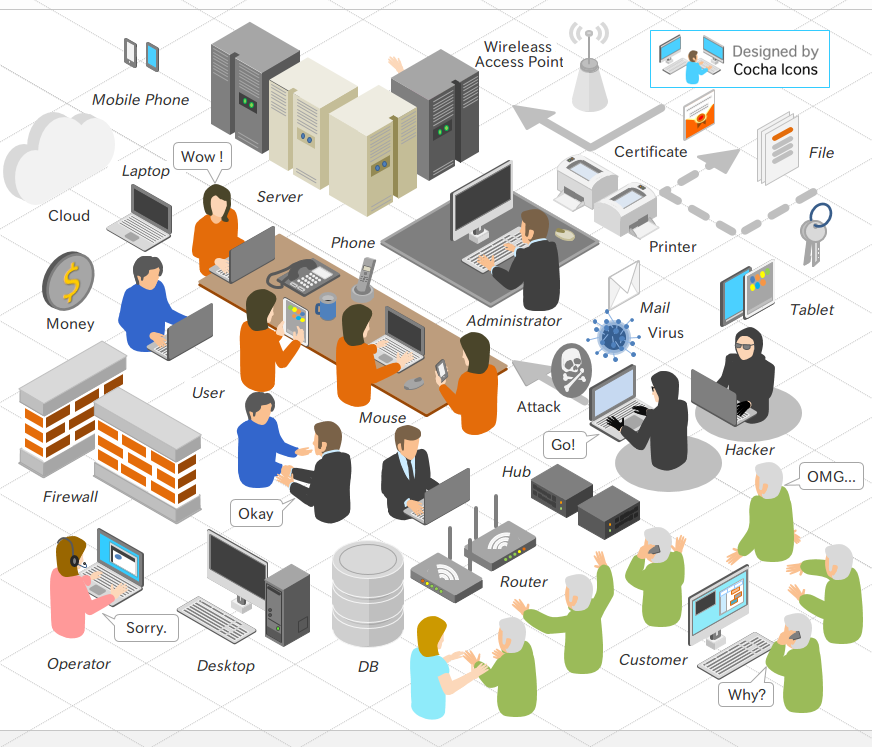 Wireleass
Access Point
Designed by
Cocha Icons
Mobile Phone
Certificate
File
Wow !
Laptop
Server
Cloud
Phone
Printer
Money
Administrator
Mail
Virus
Tablet
User
Mouse
Attack
Go!
Hacker
Hub
OMG...
Firewall
Okay
Router
Sorry.
Operator
Desktop
DB
Customer
Why?